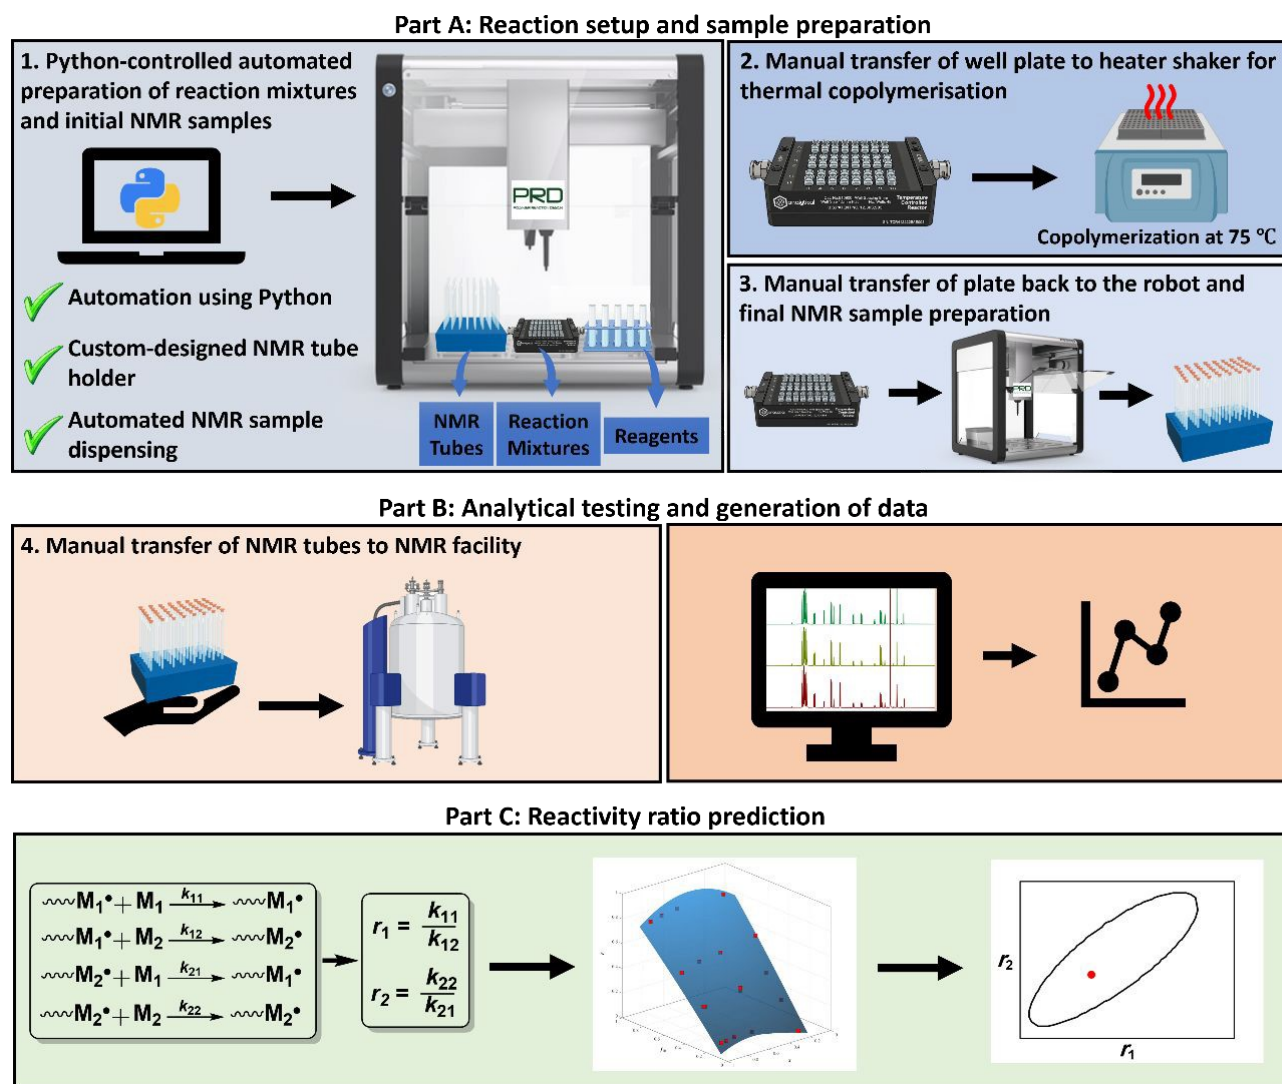 Part A: Reaction setup and sample preparation
1. Python-controlled automated
preparation of reaction mixtures
and initial NMR samples
Automation using Python
Custom-designed NMR tube
holder
Automated NMR sample
dispensing
PRD
NMR
Tubes
Reaction
Mixtures
Reagents
2. Manual transfer of well plate to heater shaker for
thermal copolymerisation
Copolymerization at 75 ℃
3. Manual transfer of plate back to the robot and
final NMR sample preparation
PRD
Part B: Analytical testing and generation of data
4. Manual transfer of NMR tubes to NMR facility
Part C: Reactivity ratio prediction
M₁• + M₁ k₁₁ M₁•
M₁• + M₂ k₁₂ M₂•
M₂• + M₁ k₂₁ M₁•
M₂• + M₂ k₂₂ M₂•
r₁ = k₁₁/k₁₂
r₂ = k₂₂/k₂₁
r₂
r₁